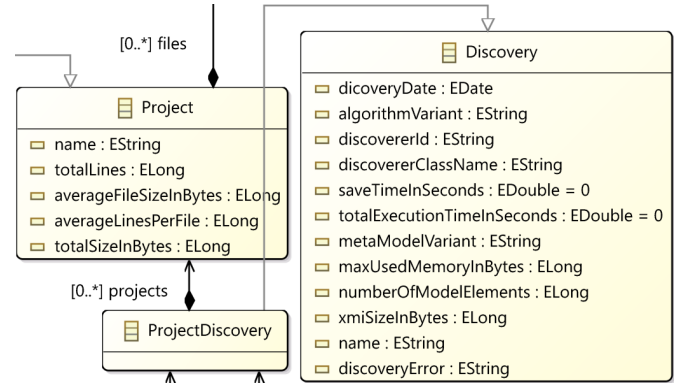 [0..*] files
Project
name : EString
totalLines : ELong
averageFileSizeInBytes : ELong
averageLinesPerFile : ELong
totalSizeInBytes : ELong
[0..*] projects
ProjectDiscovery
Discovery
dicoveryDate : EDate
algorithmVariant : EString
discovererId : EString
discovererClassName : EString
saveTimeInSeconds : EDouble = 0
totalExecutionTimeInSeconds : EDouble = 0
metaModelVariant : EString
maxUsedMemoryInBytes : ELong
numberOfModelElements : ELong
xmiSizeInBytes : ELong
name : EString
discoveryError : EString